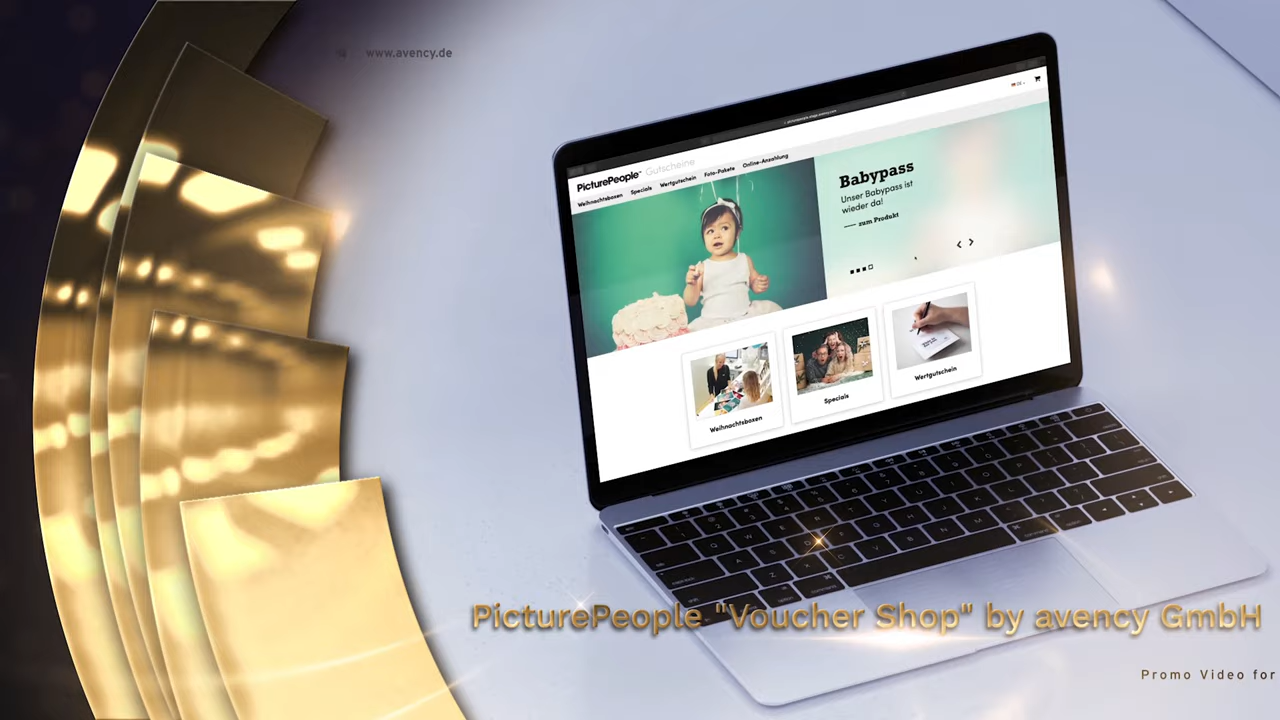 www.avency.de
PicturePeople Gutscheine
Weihnachtsboxen Specials Wertgutschein Foto-Pakete Online-Anzahlung
Babypass
Unser Babypass ist
wieder da!
zum Produkt
Weihnachtsboxen
Specials
Wertgutschein
PicturePeople "Voucher Shop" by avency GmbH
Promo Video for